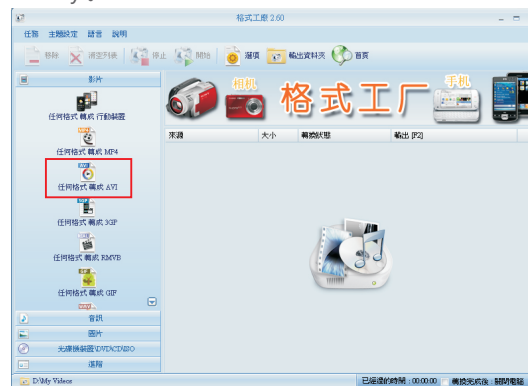 格式工廠 2.60
任務 主題設定 語言 說明
移除 清空列表 停止 開始 選項 輸出資料夾 首頁
影片
任何格式 轉成 行動裝置
任何格式 轉成 MP4
任何格式 轉成 AVI
任何格式 轉成 3GP
任何格式 轉成 RMVB
任何格式 轉成 GIF
音訊
圖片
光碟機裝置\DVD\CD\ISO
進階
相机
格式工厂
手机
來源 大小 轉換狀態 輸出 [F2]
D:\My Videos
已經過的時間 : 00:00:00 轉換完成後 : 關閉電腦